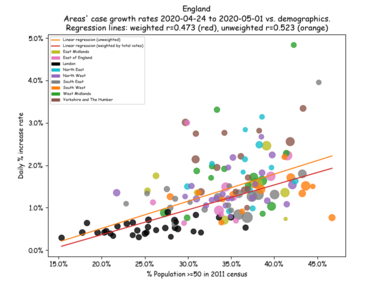 England
Areas' case growth rates 2020-04-24 to 2020-05-01 vs. demographics.
Regression lines: weighted r=0.473 (red), unweighted r=0.523 (orange)
5.0%
4.0%
3.0%
2.0%
1.0%
0.0%
Daily % increase rate
Linear regression (unweighted)
Linear regression (weighted by total cases)
East Midlands
East of England
London
North East
North West
South East
South West
West Midlands
Yorkshire and The Humber
15.0%
20.0%
25.0%
30.0%
35.0%
40.0%
45.0%
% Population >=50 in 2011 census